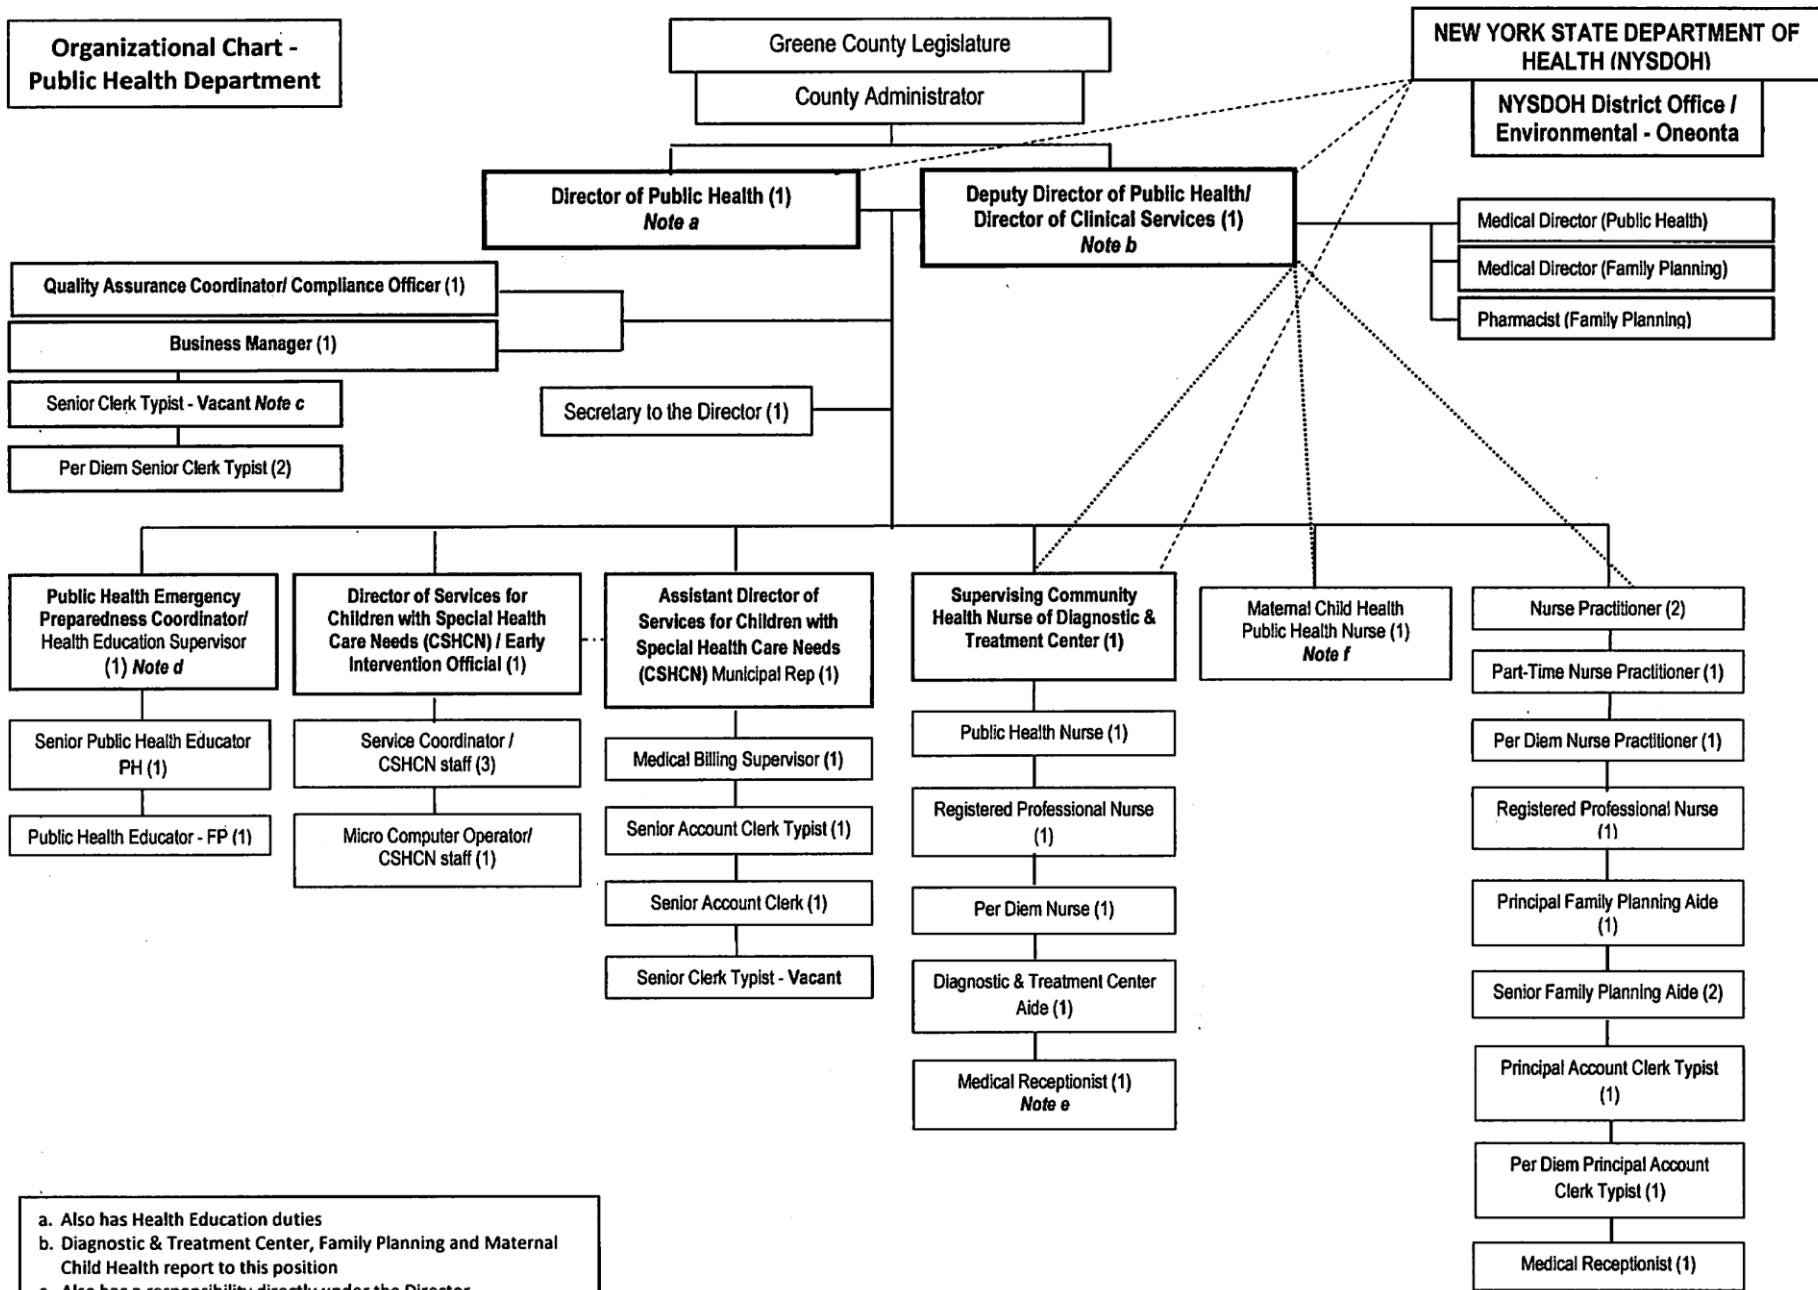 Organizational Chart -
Public Health Department
Greene County Legislature
County Administrator
NEW YORK STATE DEPARTMENT OF
HEALTH (NYSDOH)
NYSDOH District Office /
Environmental - Oneonta
Director of Public Health (1)
Note a
Deputy Director of Public Health/
Director of Clinical Services (1)
Note b
Medical Director (Public Health)
Medical Director (Family Planning)
Pharmacist (Family Planning)
Quality Assurance Coordinator/ Compliance Officer (1)
Business Manager (1)
Senior Clerk Typist - Vacant Note c
Per Diem Senior Clerk Typist (2)
Secretary to the Director (1)
Public Health Emergency
Preparedness Coordinator/
Health Education Supervisor
(1) Note d
Senior Public Health Educator
PH (1)
Public Health Educator - FP (1)
Director of Services for
Children with Special Health
Care Needs (CSHCN) / Early
Intervention Official (1)
Service Coordinator /
CSHCN staff (3)
Micro Computer Operator/
CSHCN staff (1)
Assistant Director of
Services for Children with
Special Health Care Needs
(CSHCN) Municipal Rep (1)
Medical Billing Supervisor (1)
Senior Account Clerk Typist (1)
Senior Account Clerk (1)
Senior Clerk Typist - Vacant
Supervising Community
Health Nurse of Diagnostic &
Treatment Center (1)
Public Health Nurse (1)
Registered Professional Nurse
(1)
Per Diem Nurse (1)
Diagnostic & Treatment Center
Aide (1)
Medical Receptionist (1)
Note e
Maternal Child Health
Public Health Nurse (1)
Note f
Nurse Practitioner (2)
Part-Time Nurse Practitioner (1)
Per Diem Nurse Practitioner (1)
Registered Professional Nurse
(1)
Principal Family Planning Aide
(1)
Senior Family Planning Aide (2)
Principal Account Clerk Typist
(1)
Per Diem Principal Account
Clerk Typist (1)
Medical Receptionist (1)
a. Also has Health Education duties
b. Diagnostic & Treatment Center, Family Planning and Maternal
Child Health report to this position
c. Also has a responsibility directly under the Director